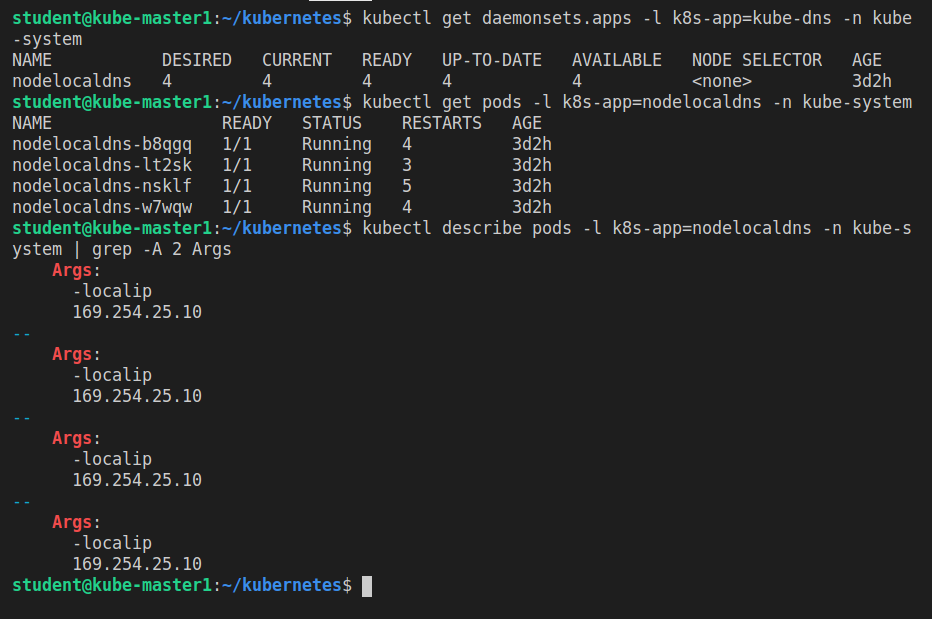 student@kube-master1:~/kubernetes$ kubectl get daemonsets.apps -l k8s-app=kube-dns -n kube
-system
NAME           DESIRED   CURRENT   READY   UP-TO-DATE   AVAILABLE   NODE SELECTOR   AGE
nodelocaldns   4         4         4       4            4           <none>          3d2h
student@kube-master1:~/kubernetes$ kubectl get pods -l k8s-app=nodelocaldns -n kube-system
NAME                 READY   STATUS    RESTARTS   AGE
nodelocaldns-b8qgq   1/1     Running   4          3d2h
nodelocaldns-lt2sk   1/1     Running   3          3d2h
nodelocaldns-nsklf   1/1     Running   5          3d2h
nodelocaldns-w7wqw   1/1     Running   4          3d2h
student@kube-master1:~/kubernetes$ kubectl describe pods -l k8s-app=nodelocaldns -n kube-s
ystem | grep -A 2 Args
    Args:
      -localip
      169.254.25.10
--
    Args:
      -localip
      169.254.25.10
--
    Args:
      -localip
      169.254.25.10
--
    Args:
      -localip
      169.254.25.10
student@kube-master1:~/kubernetes$